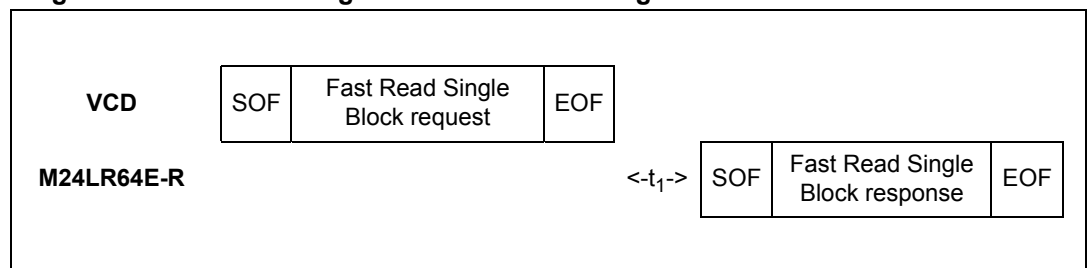 VCD SOF Fast Read Single Block request EOF
M24LR64E-R <-t1-> SOF Fast Read Single Block response EOF